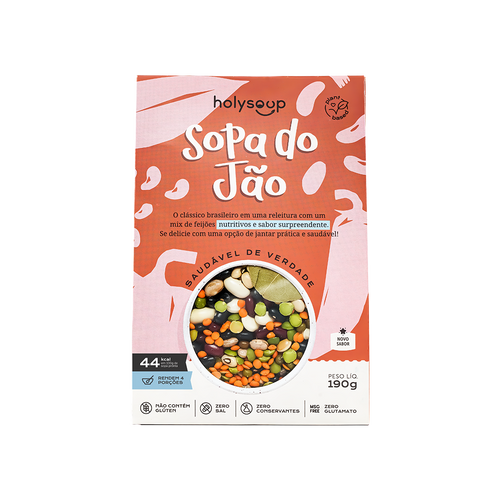 holysoup
plant
based
Sopa do
Jão
O clássico brasileiro em uma releitura com um
mix de feijões nutritivos e sabor surpreendente.
Se delicie com uma opção de jantar prática e saudável!
SAUDÁVEL DE VERDADE
NOVO
SABOR
44 kcal
RENDEM 4
PORÇÕES
PESO LÍQ.
190g
NÃO CONTÉM
GLÚTEN
ZERO
SAL
ZERO
CONSERVANTES
MSG
FREE
ZERO
GLUTAMATO